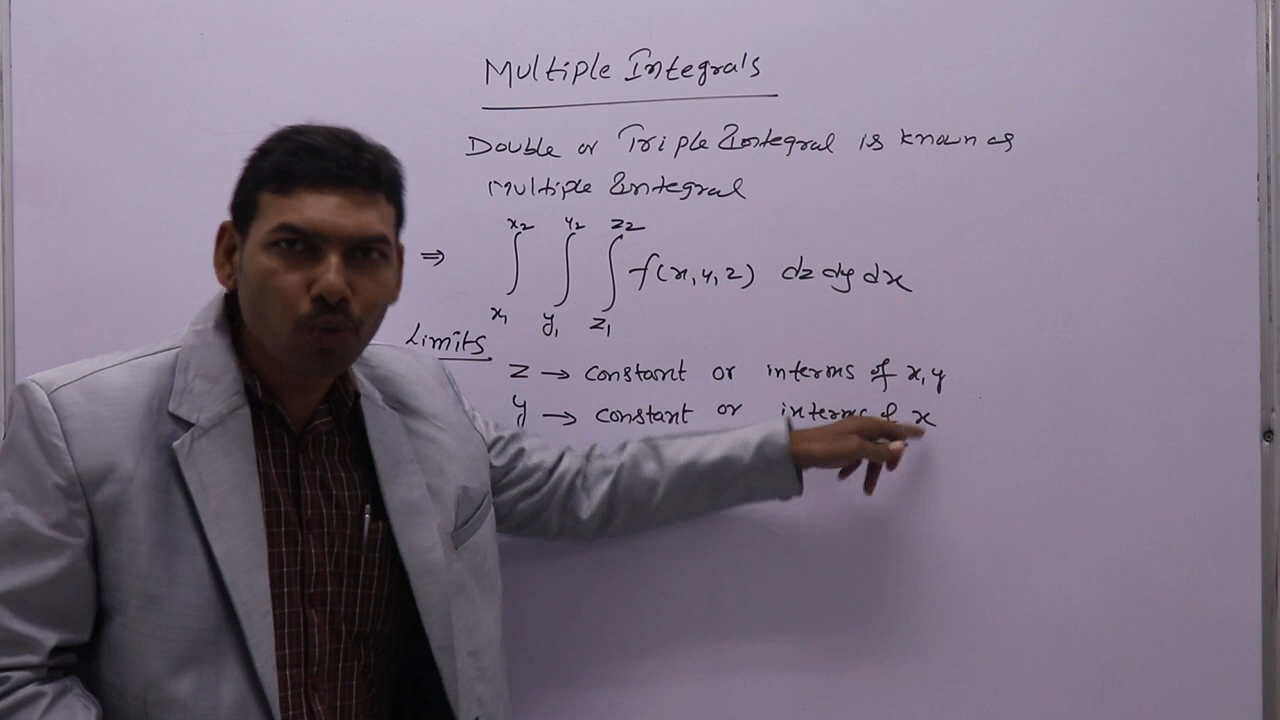 Multiple Integrals
Double or Triple Integral is known as
Multiple Integral
⇒ ∫_{x₁}^{x₂} ∫_{y₁}^{y₂} ∫_{z₁}^{z₂} f(x,y,z) dz dy dx
Limits
z → constant or interms of x,y
y → constant or interms of x